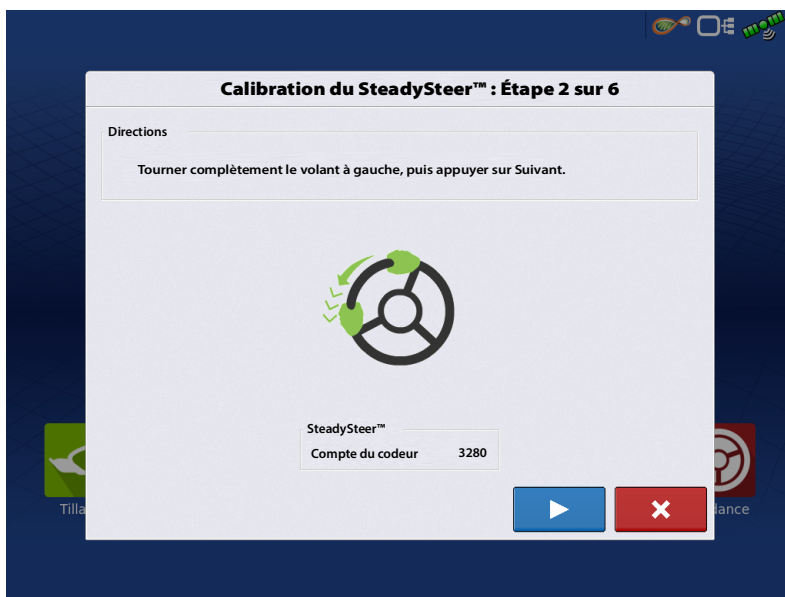 Calibration du SteadySteer™ : Étape 2 sur 6
Directions
Tourner complètement le volant à gauche, puis appuyer sur Suivant.
SteadySteer™
Compte du codeur 3280
Tilla
dance